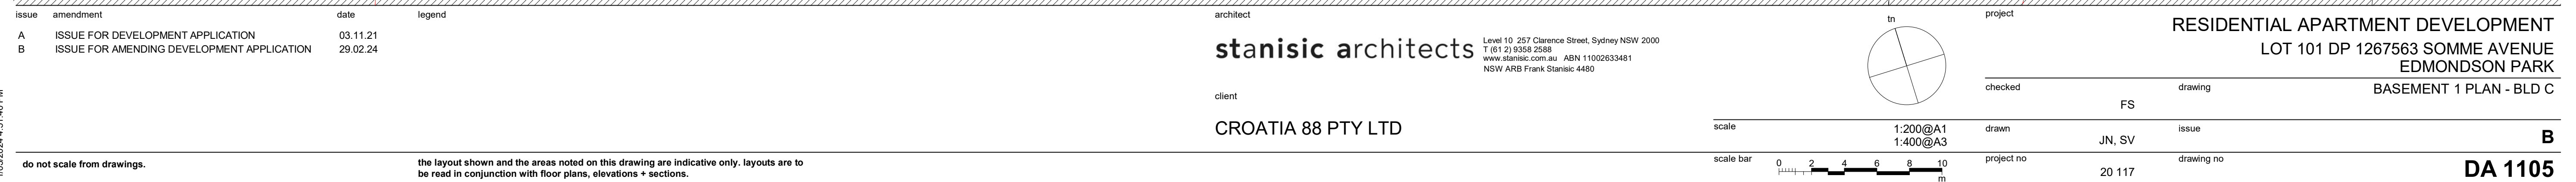 issue amendment date legend
A ISSUE FOR DEVELOPMENT APPLICATION 03.11.21
B ISSUE FOR AMENDING DEVELOPMENT APPLICATION 29.02.24
do not scale from drawings.
the layout shown and the areas noted on this drawing are indicative only. layouts are to
be read in conjunction with floor plans, elevations + sections.
architect
stanisic architects
Level 10 257 Clarence Street, Sydney NSW 2000
T (61 2) 9358 2588
www.stanisic.com.au ABN 11002633481
NSW ARB Frank Stanisic 4480
client
CROATIA 88 PTY LTD
tn
scale
1:200@A1
1:400@A3
scale bar
0 2 4 6 8 10
m
project
RESIDENTIAL APARTMENT DEVELOPMENT
LOT 101 DP 1267563 SOMME AVENUE
EDMONDSON PARK
checked
FS
drawing
BASEMENT 1 PLAN - BLD C
drawn
JN, SV
issue
B
project no
20 117
drawing no
DA 1105